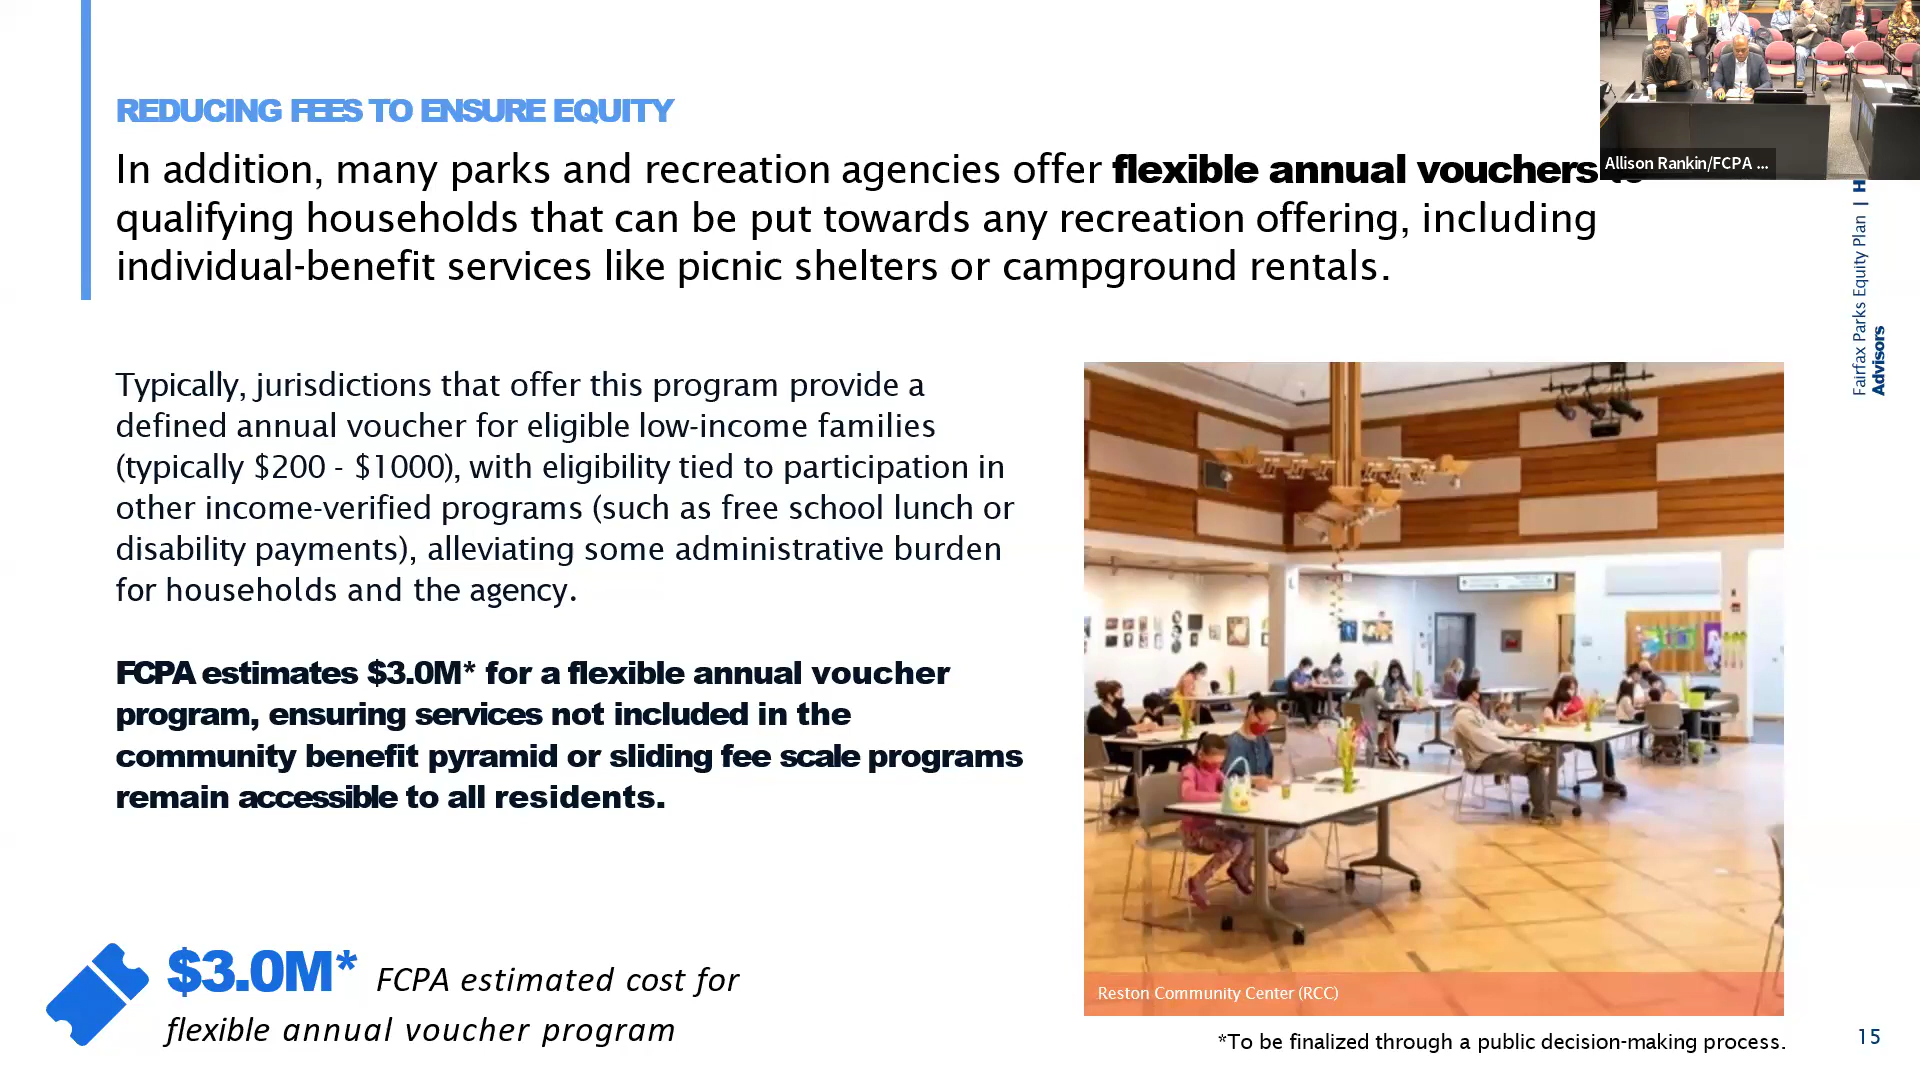 REDUCING FEES TO ENSURE EQUITY
In addition, many parks and recreation agencies offer flexible annual vouchers to
qualifying households that can be put towards any recreation offering, including
individual-benefit services like picnic shelters or campground rentals.
Allison Rankin/FCPA ...
Fairfax Parks Equity Plan | H
Advisors
Typically, jurisdictions that offer this program provide a
defined annual voucher for eligible low-income families
(typically $200 - $1000), with eligibility tied to participation in
other income-verified programs (such as free school lunch or
disability payments), alleviating some administrative burden
for households and the agency.
FCPA estimates $3.0M* for a flexible annual voucher
program, ensuring services not included in the
community benefit pyramid or sliding fee scale programs
remain accessible to all residents.
$3.0M* FCPA estimated cost for
flexible annual voucher program
Reston Community Center (RCC)
*To be finalized through a public decision-making process.
15